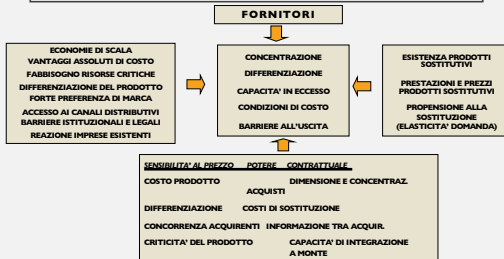 FORNITORI
ECONOMIE DI SCALA
VANTAGGI ASSOLUTI DI COSTO
FABBISOGNO RISORSE CRITICHE
DIFFERENZIAZIONE DEL PRODOTTO
FORTE PREFERENZA DI MARCA
ACCESSO AI CANALI DISTRIBUTIVI
BARRIERE ISTITUZIONALI E LEGALI
REAZIONE IMPRESE ESISTENTI
CONCENTRAZIONE
DIFFERENZIAZIONE
CAPACITA' IN ECCESSO
CONDIZIONI DI COSTO
BARRIERE ALL'USCITA
ESISTENZA PRODOTTI
SOSTITUTIVI
PRESTAZIONI E PREZZI
PRODOTTI SOSTITUTIVI
PROPENSIONE ALLA
SOSTITUZIONE
(ELASTICITA' DOMANDA)
SENSIBILITA' AL PREZZO POTERE CONTRATTUALE
COSTO PRODOTTO DIMENSIONE E CONCENTRAZ.
ACQUISTI
DIFFERENZIAZIONE COSTI DI SOSTITUZIONE
CONCORRENZA ACQUIRENTI INFORMAZIONE TRA ACQUIR.
CRITICITA' DEL PRODOTTO CAPACITA' DI INTEGRAZIONE
A MONTE